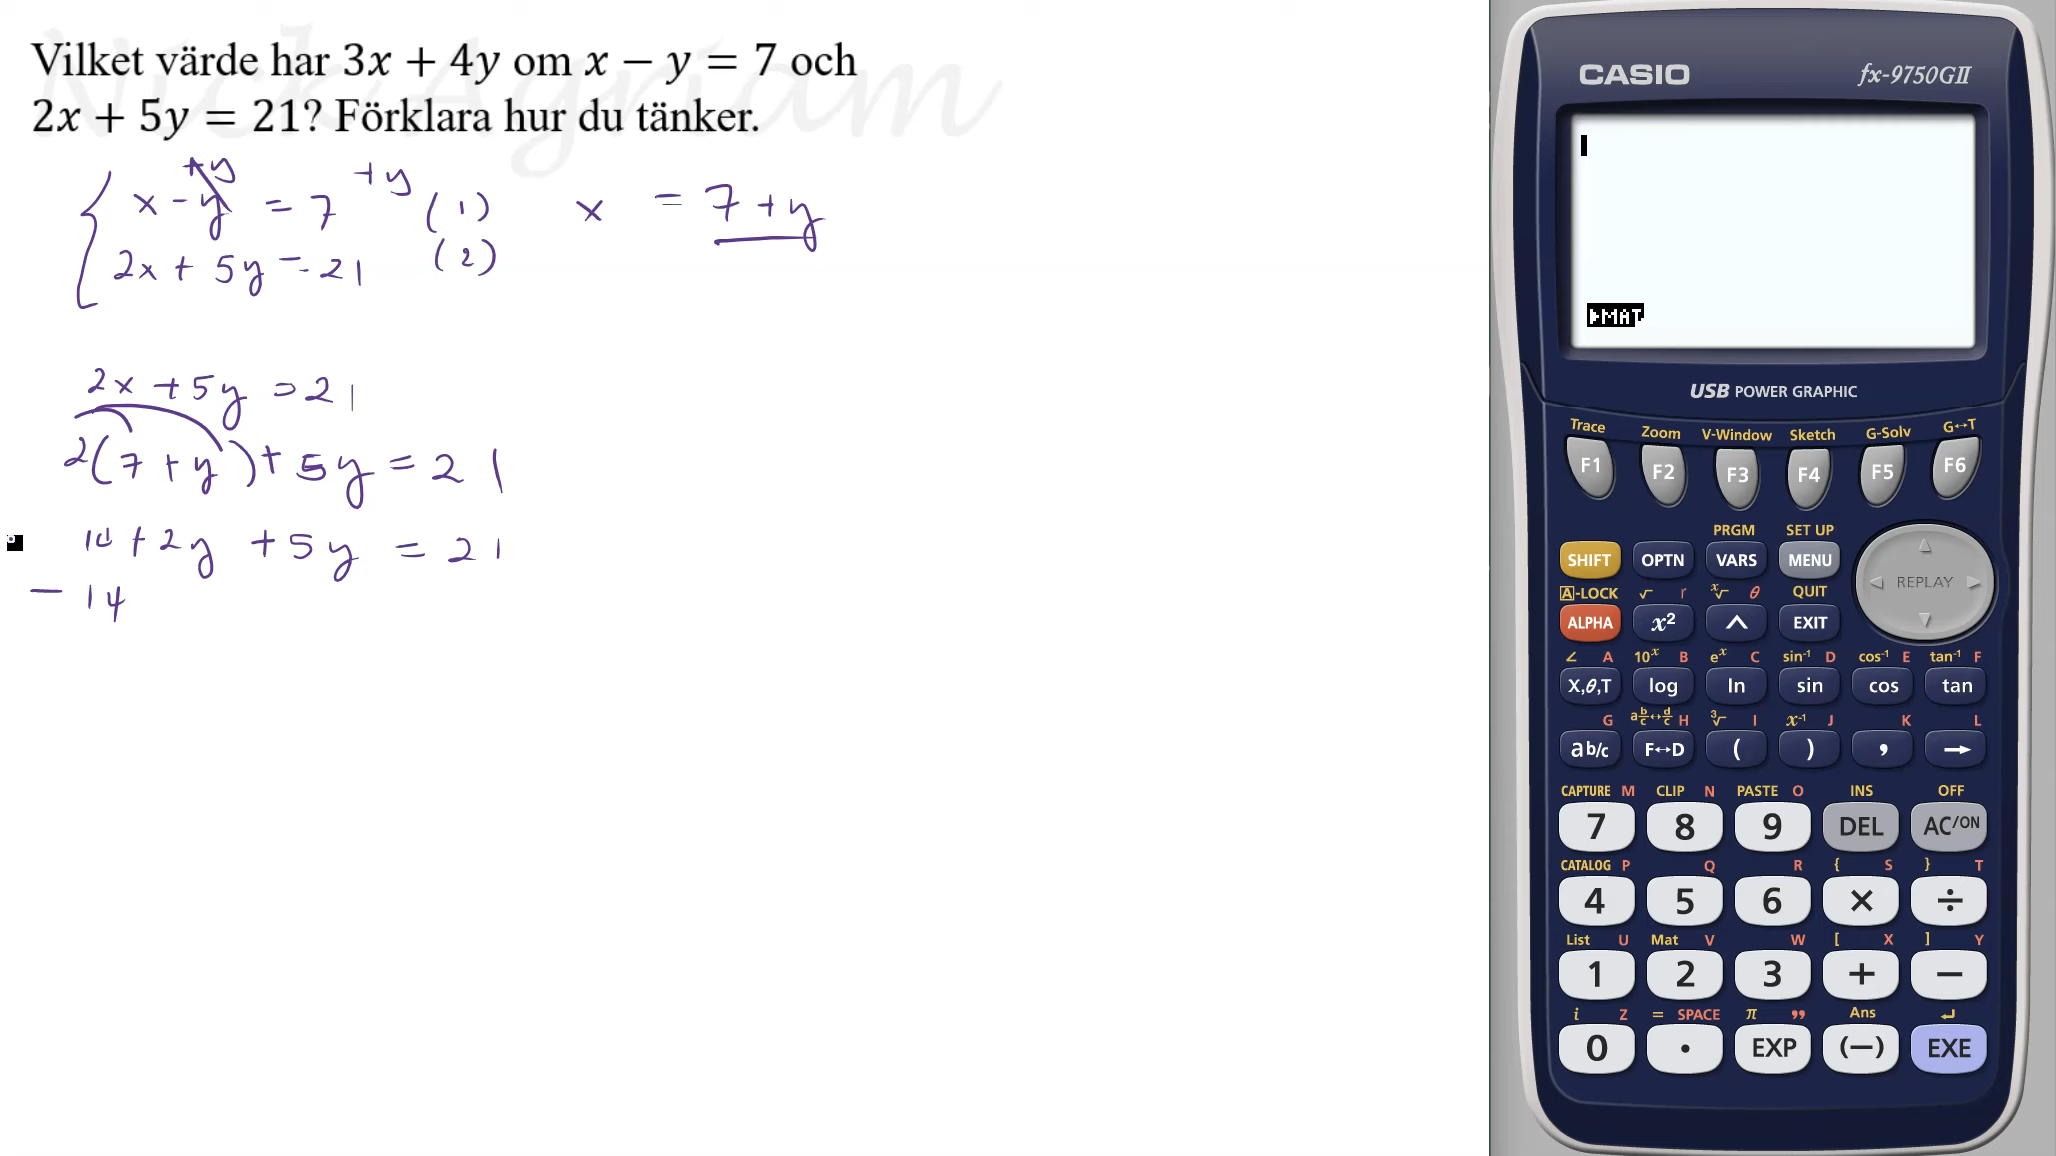 Nick Agniam
Vilket värde har 3x + 4y om x − y = 7 och
2x + 5y = 21? Förklara hur du tänker.
+y +y
x - y = 7 (1) x = 7 + y
2x + 5y = 21 (2)
2x + 5y = 21
2(7 + y) + 5y = 21
14 + 2y + 5y = 21
- 14
CASIO fx-9750GII
▶MAT
USB POWER GRAPHIC
Trace Zoom V-Window Sketch G-Solv G↔T
F1 F2 F3 F4 F5 F6
PRGM SET UP
SHIFT OPTN VARS MENU REPLAY
A-LOCK √ r ˣ√ θ QUIT
ALPHA x² ^ EXIT
∠ A 10ˣ B eˣ C sin⁻¹ D cos⁻¹ E tan⁻¹ F
X,θ,T log ln sin cos tan
G a b/c↔d/c H ³√ I x⁻¹ J K L
a b/c F↔D ( ) , →
CAPTURE M CLIP N PASTE O INS OFF
7 8 9 DEL AC/ON
CATALOG P Q R { S } T
4 5 6 × ÷
List U Mat V W [ X ] Y
1 2 3 + −
i Z = SPACE π " Ans ↵
0 . EXP (−) EXE